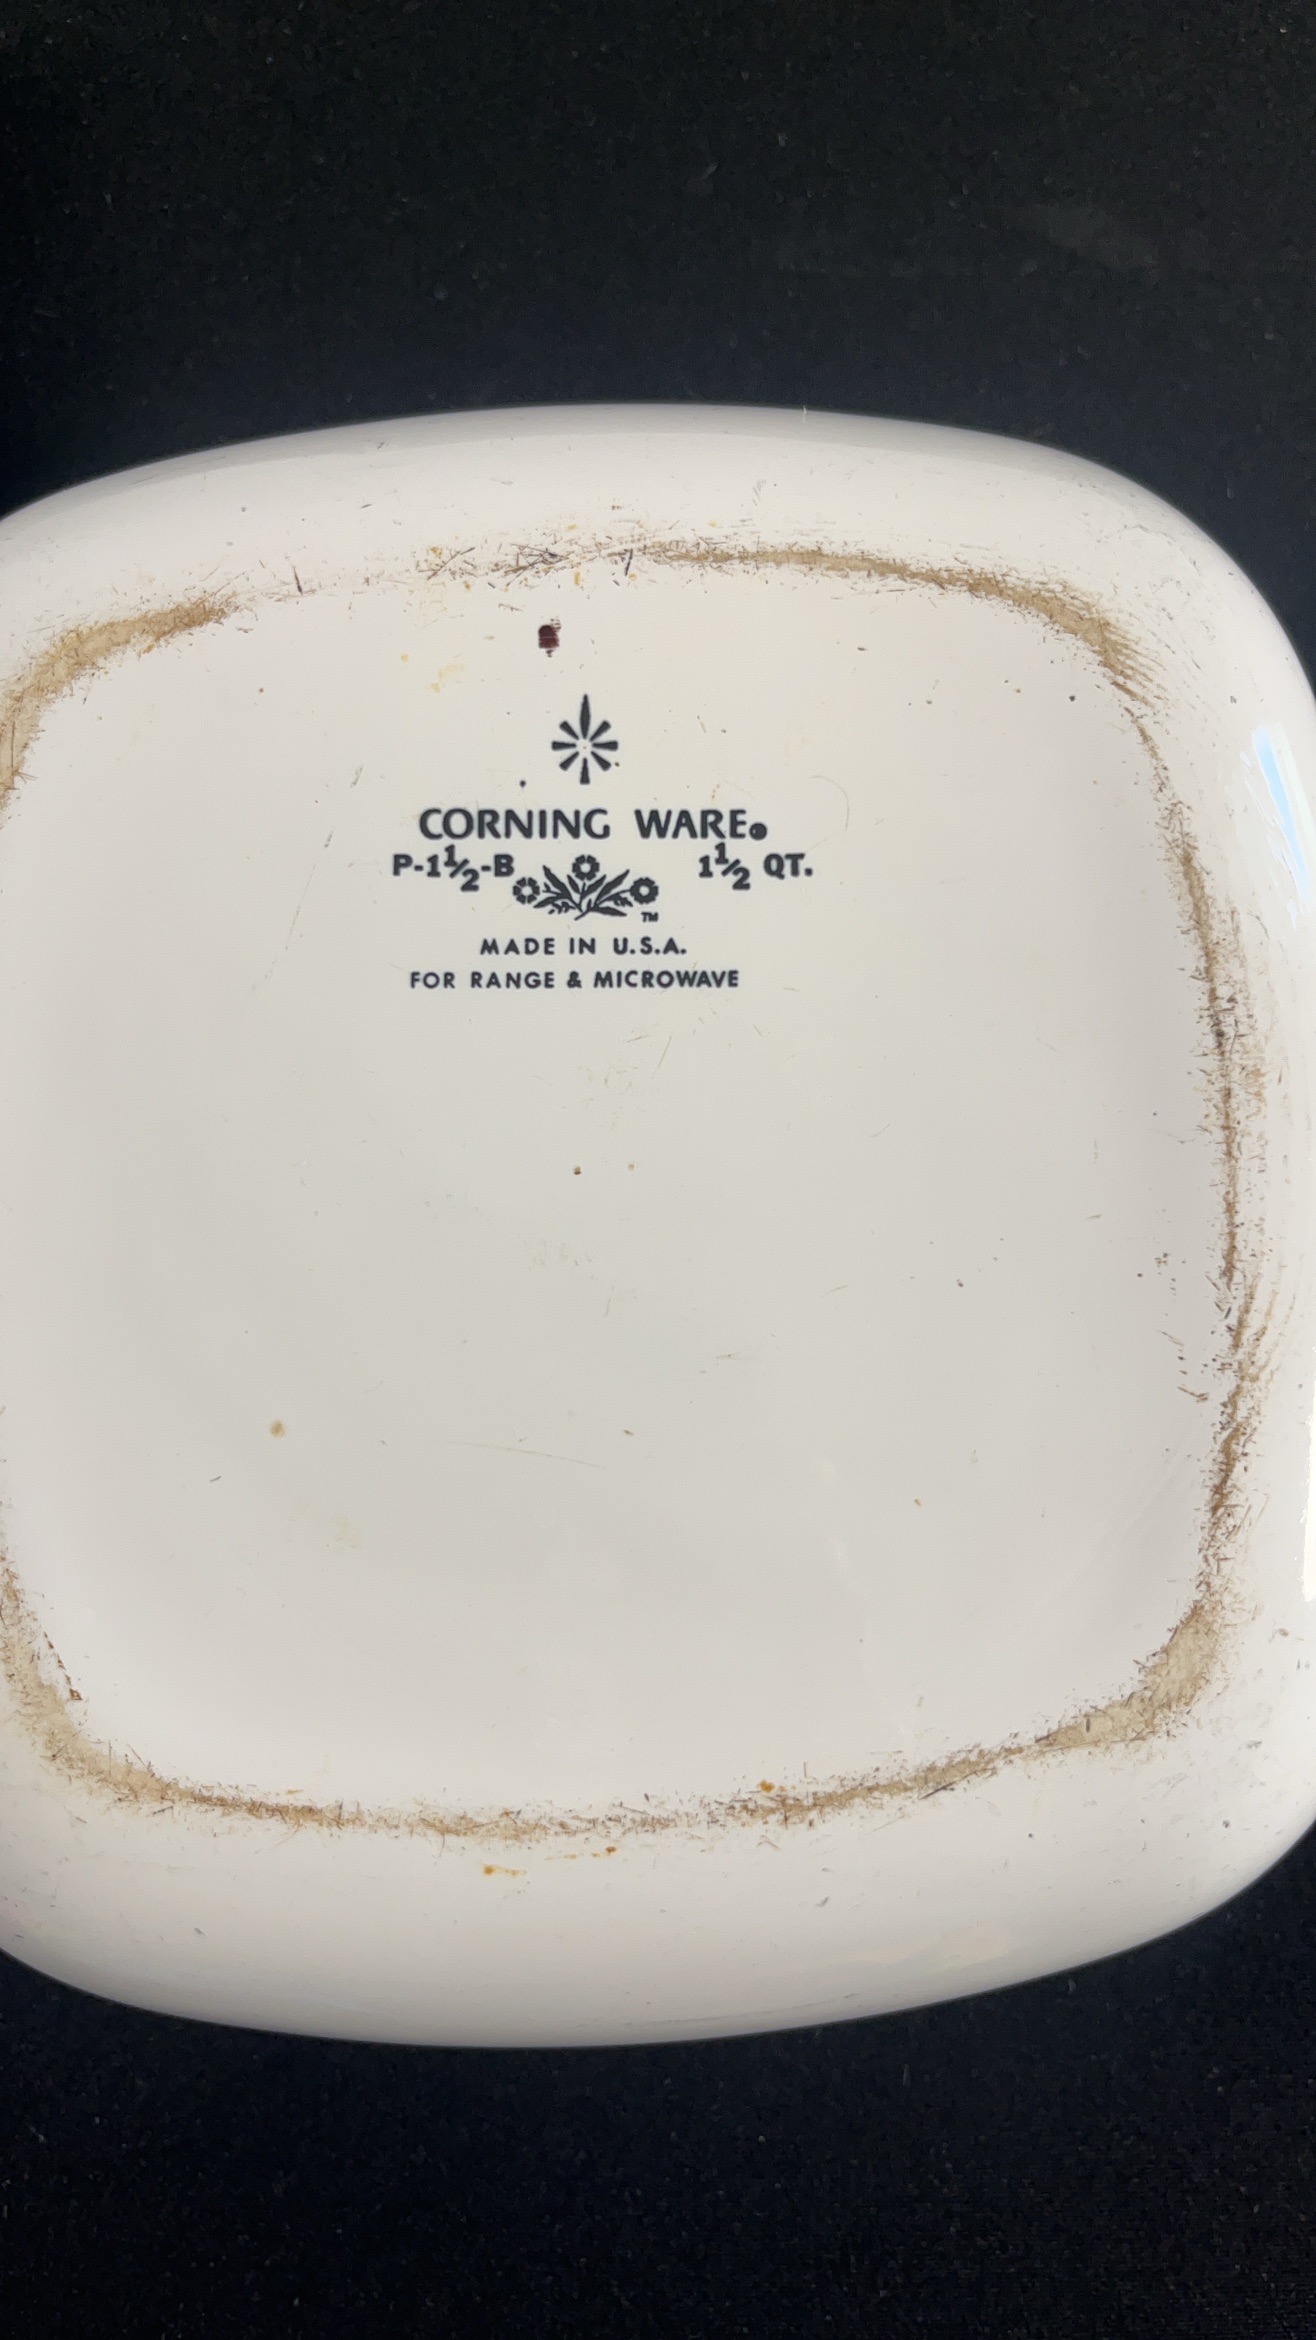 CORNING WARE®
P-1½-B 1½ QT.
TM
MADE IN U.S.A.
FOR RANGE & MICROWAVE